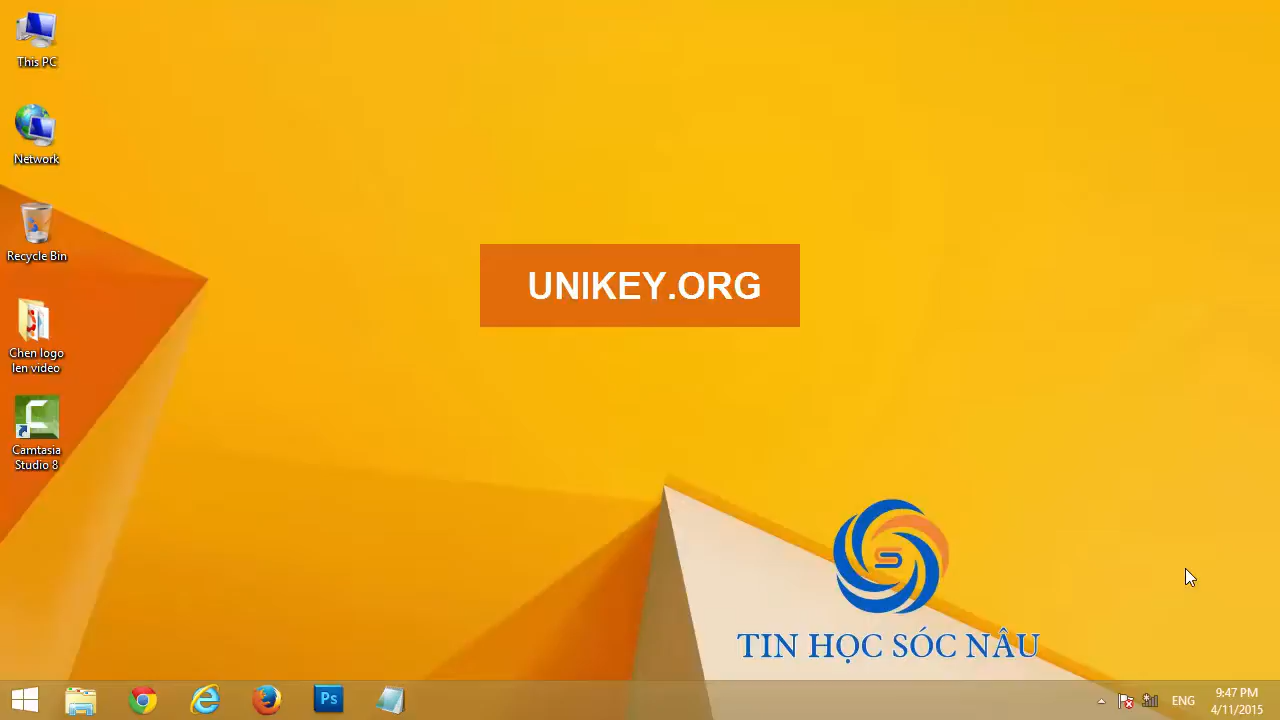 This PC
Network
Recycle Bin
Chen logo
len video
Camtasia
Studio 8
UNIKEY.ORG
S
TIN HỌC SÓC NÂU
Ps
ENG
9:47 PM
4/11/2015